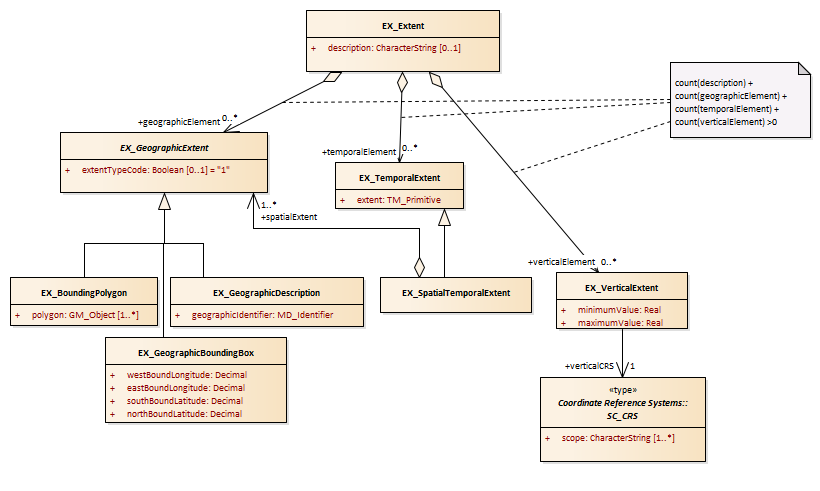 EX_Extent
+ description: CharacterString [0..1]
count(description) +
count(geographicElement) +
count(temporalElement) +
count(verticalElement) >0
+geographicElement 0..*
EX_GeographicExtent
+ extentTypeCode: Boolean [0..1] = "1"
+temporalElement 0..*
EX_TemporalExtent
+ extent: TM_Primitive
1..*
+spatialExtent
+verticalElement 0..*
EX_BoundingPolygon
+ polygon: GM_Object [1..*]
EX_GeographicDescription
+ geographicIdentifier: MD_Identifier
EX_SpatialTemporalExtent
EX_VerticalExtent
+ minimumValue: Real
+ maximumValue: Real
EX_GeographicBoundingBox
+ westBoundLongitude: Decimal
+ eastBoundLongitude: Decimal
+ southBoundLatitude: Decimal
+ northBoundLatitude: Decimal
+verticalCRS 1
«type»
Coordinate Reference Systems::
SC_CRS
+ scope: CharacterString [1..*]